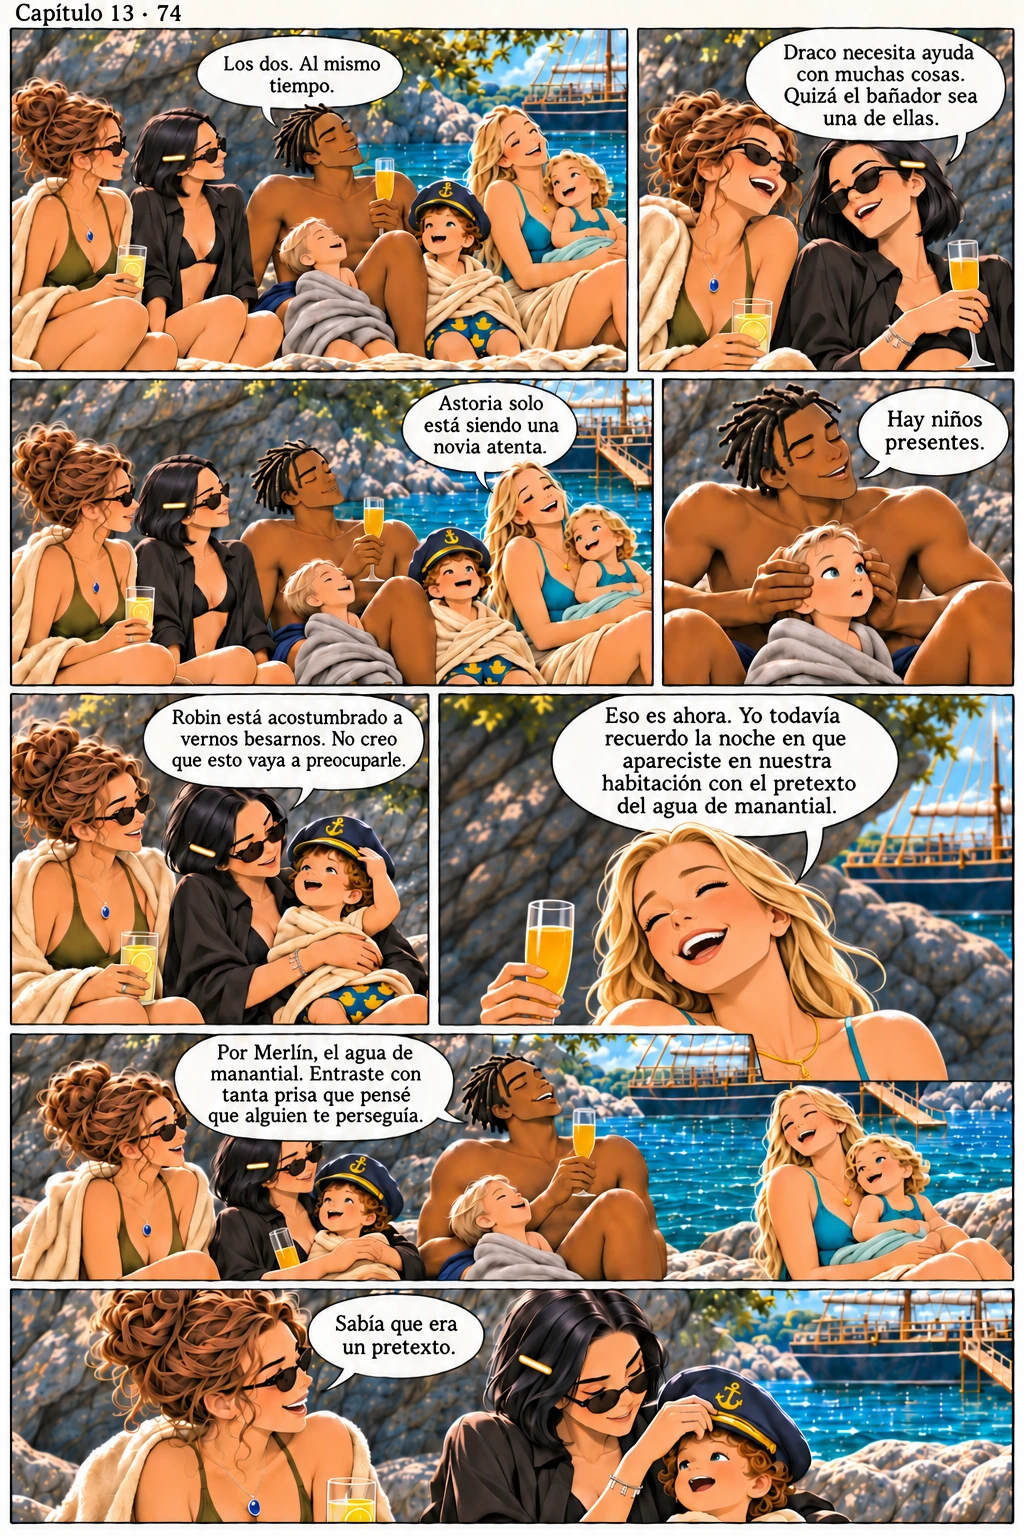 Capítulo 13 · 74
Los dos. Al mismo
tiempo.
Draco necesita ayuda
con muchas cosas.
Quizá el bañador sea
una de ellas.
Astoria solo
está siendo una
novia atenta.
Hay niños
presentes.
Robin está acostumbrado a
vernos besarnos. No creo
que esto vaya a preocuparle.
Eso es ahora. Yo todavía
recuerdo la noche en que
apareciste en nuestra
habitación con el pretexto
del agua de manantial.
Por Merlín, el agua de
manantial. Entraste con
tanta prisa que pensé
que alguien te perseguía.
Sabía que era
un pretexto.